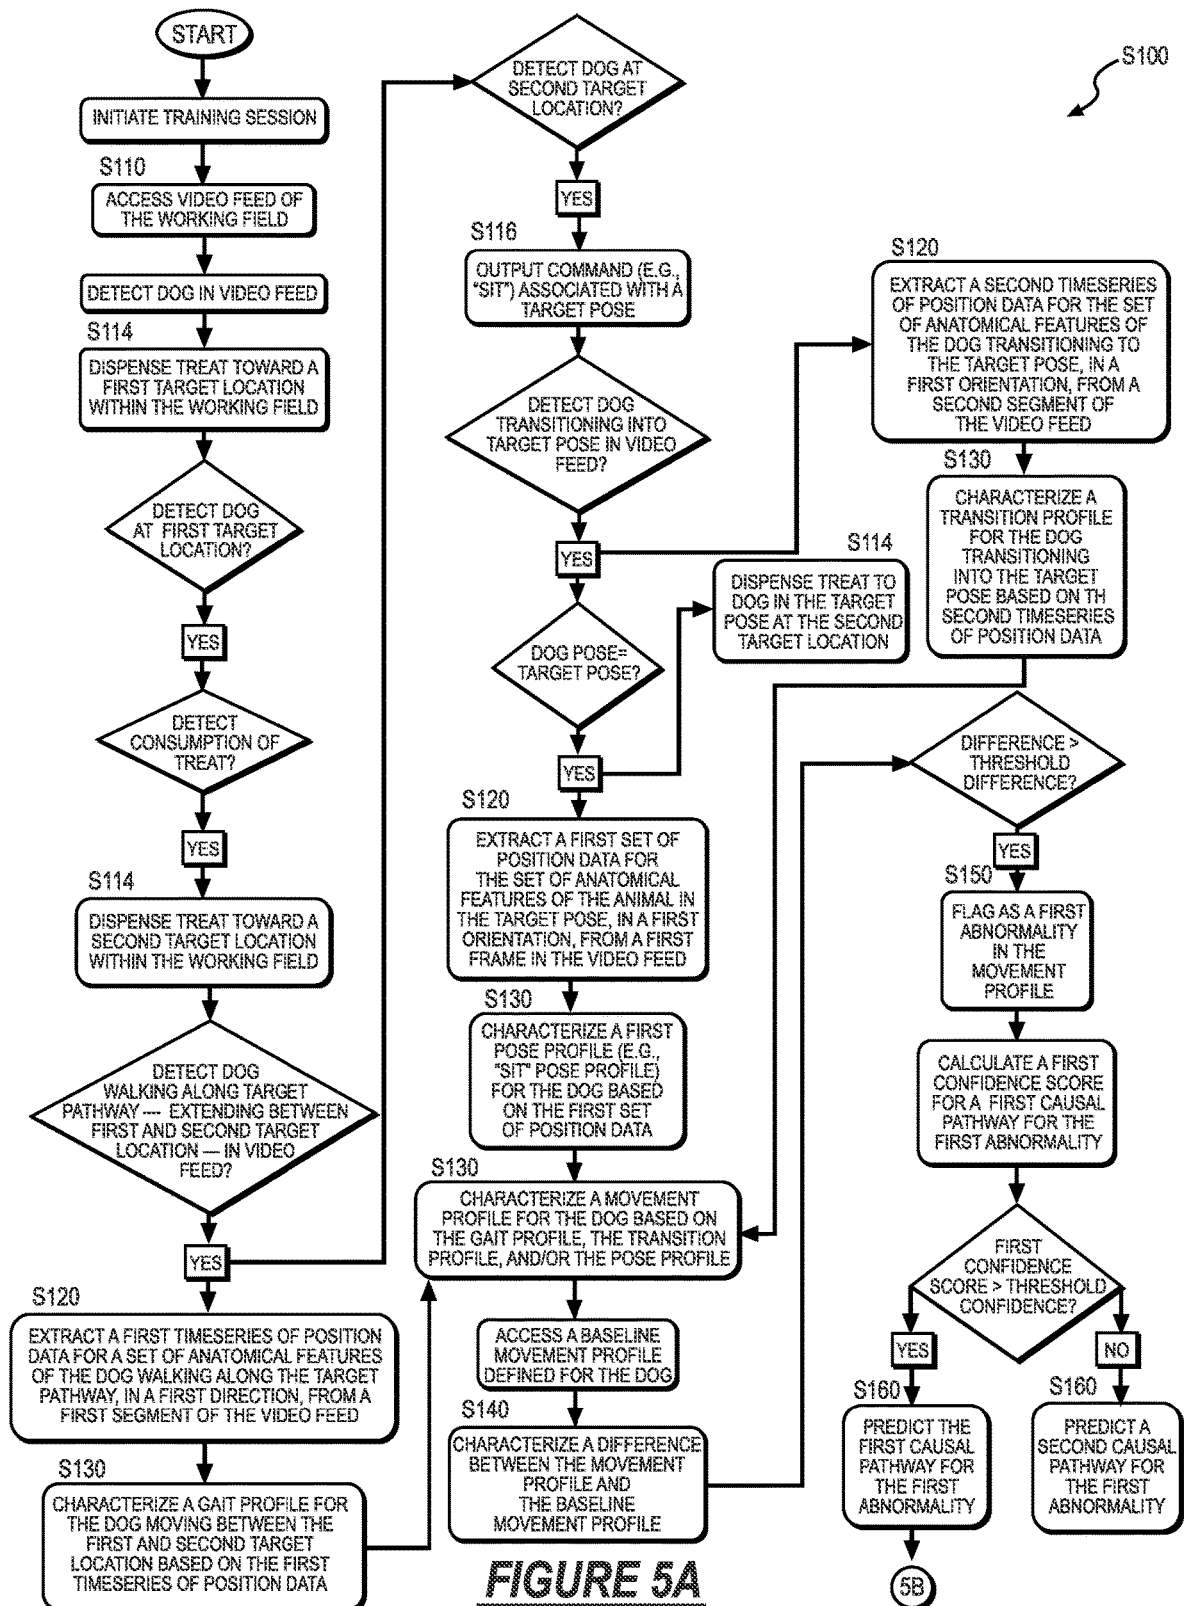 START
INITIATE TRAINING SESSION
S110
ACCESS VIDEO FEED OF
THE WORKING FIELD
DETECT DOG IN VIDEO FEED
S114
DISPENSE TREAT TOWARD A
FIRST TARGET LOCATION
WITHIN THE WORKING FIELD
DETECT DOG
AT FIRST TARGET
LOCATION?
YES
DETECT
CONSUMPTION OF
TREAT?
YES
S114
DISPENSE TREAT TOWARD A
SECOND TARGET LOCATION
WITHIN THE WORKING FIELD
DETECT DOG
WALKING ALONG TARGET
PATHWAY — EXTENDING BETWEEN
FIRST AND SECOND TARGET
LOCATION — IN VIDEO
FEED?
YES
S120
EXTRACT A FIRST TIMESERIES OF POSITION
DATA FOR A SET OF ANATOMICAL FEATURES
OF THE DOG WALKING ALONG THE TARGET
PATHWAY, IN A FIRST DIRECTION, FROM A
FIRST SEGMENT OF THE VIDEO FEED
S130
CHARACTERIZE A GAIT PROFILE FOR
THE DOG MOVING BETWEEN THE
FIRST AND SECOND TARGET
LOCATION BASED ON THE FIRST
TIMESERIES OF POSITION DATA
DETECT DOG AT
SECOND TARGET
LOCATION?
YES
S116
OUTPUT COMMAND (E.G.,
"SIT") ASSOCIATED WITH A
TARGET POSE
DETECT DOG
TRANSITIONING INTO
TARGET POSE IN VIDEO
FEED?
YES
DOG POSE=
TARGET POSE?
YES
S114
DISPENSE TREAT TO
DOG IN THE TARGET
POSE AT THE SECOND
TARGET LOCATION
S120
EXTRACT A FIRST SET OF
POSITION DATA FOR
THE SET OF ANATOMICAL
FEATURES OF THE ANIMAL IN
THE TARGET POSE, IN A FIRST
ORIENTATION, FROM A FIRST
FRAME IN THE VIDEO FEED
S130
CHARACTERIZE A FIRST
POSE PROFILE (E.G.,
"SIT" POSE PROFILE)
FOR THE DOG BASED
ON THE FIRST SET
OF POSITION DATA
S130
CHARACTERIZE A MOVEMENT
PROFILE FOR THE DOG BASED ON
THE GAIT PROFILE, THE TRANSITION
PROFILE, AND/OR THE POSE PROFILE
ACCESS A BASELINE
MOVEMENT PROFILE
DEFINED FOR THE DOG
S140
CHARACTERIZE A DIFFERENCE
BETWEEN THE MOVEMENT
PROFILE AND
THE BASELINE
MOVEMENT PROFILE
FIGURE 5A
S100
S120
EXTRACT A SECOND TIMESERIES
OF POSITION DATA FOR THE SET
OF ANATOMICAL FEATURES OF
THE DOG TRANSITIONING TO
THE TARGET POSE, IN A
FIRST ORIENTATION, FROM A
SECOND SEGMENT OF
THE VIDEO FEED
S130
CHARACTERIZE A
TRANSITION PROFILE
FOR THE DOG
TRANSITIONING
INTO THE TARGET
POSE BASED ON TH
SECOND TIMESERIES
OF POSITION DATA
DIFFERENCE >
THRESHOLD
DIFFERENCE?
YES
S150
FLAG AS A FIRST
ABNORMALITY
IN THE
MOVEMENT
PROFILE
CALCULATE A FIRST
CONFIDENCE SCORE
FOR A FIRST CAUSAL
PATHWAY FOR THE
FIRST ABNORMALITY
FIRST
CONFIDENCE
SCORE > THRESHOLD
CONFIDENCE?
YES
NO
S160
PREDICT THE
FIRST CAUSAL
PATHWAY FOR
THE FIRST
ABNORMALITY
S160
PREDICT A
SECOND CAUSAL
PATHWAY FOR
THE FIRST
ABNORMALITY
5B